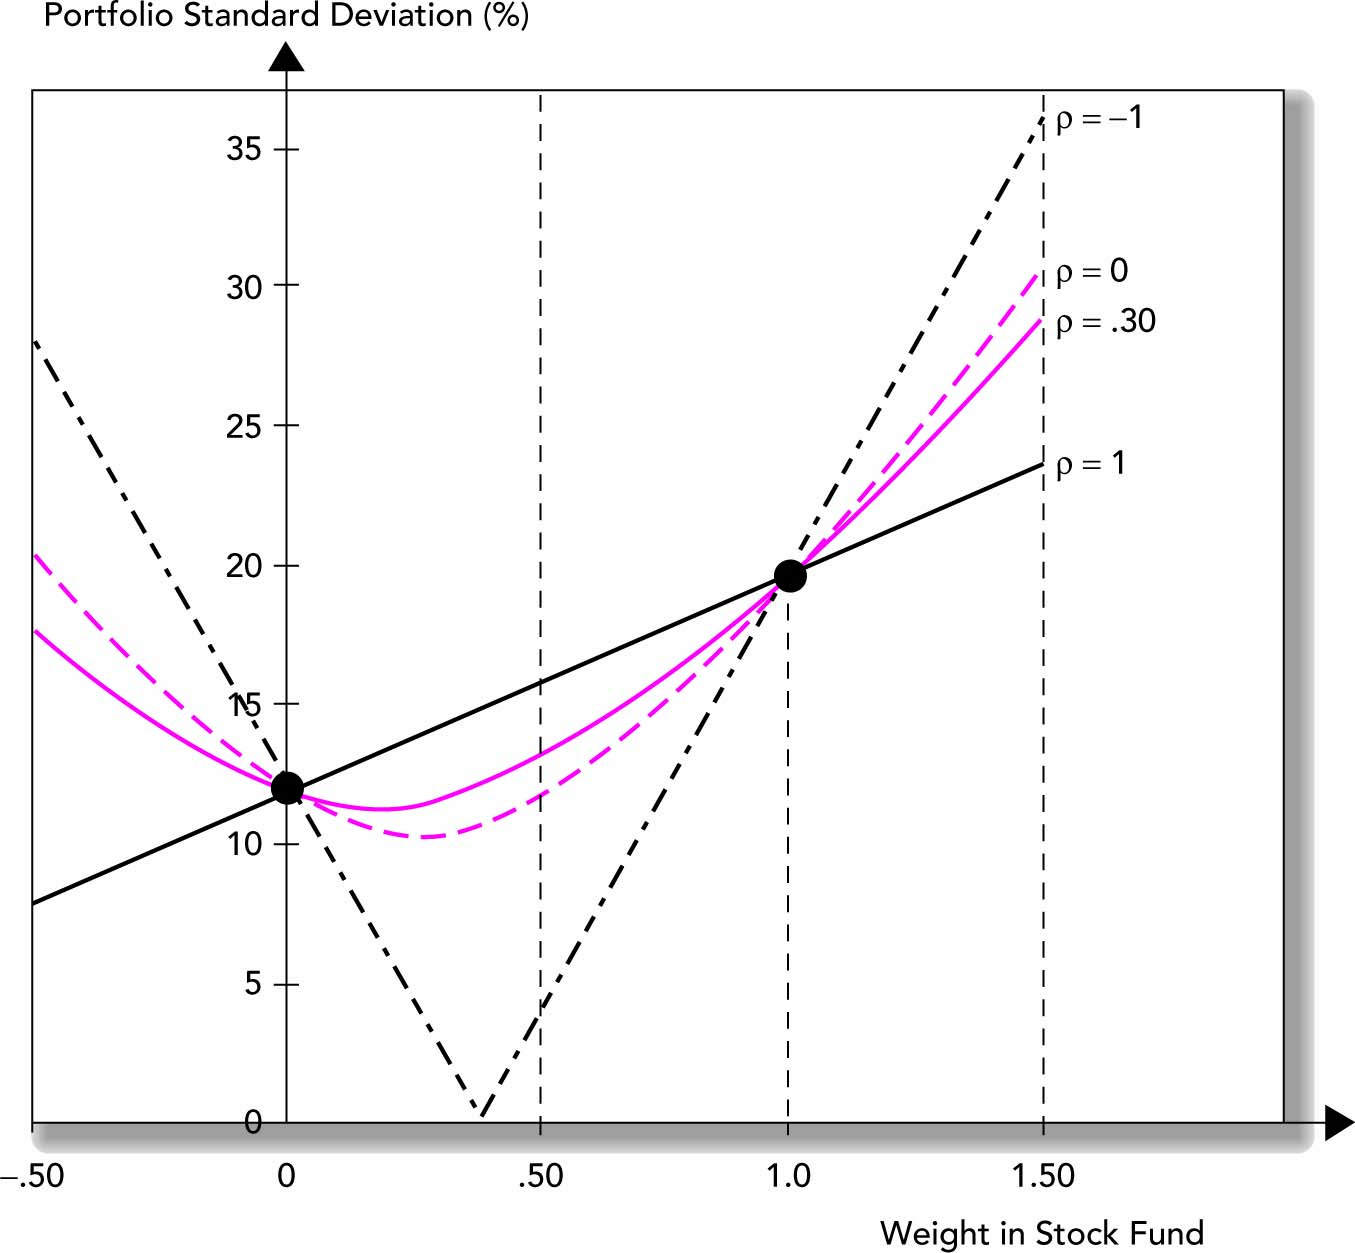 Portfolio Standard Deviation (%)
ρ = –1
35
ρ = 0
30
ρ = .30
25
ρ = 1
20
15
10
5
0
–.50 0 .50 1.0 1.50
Weight in Stock Fund